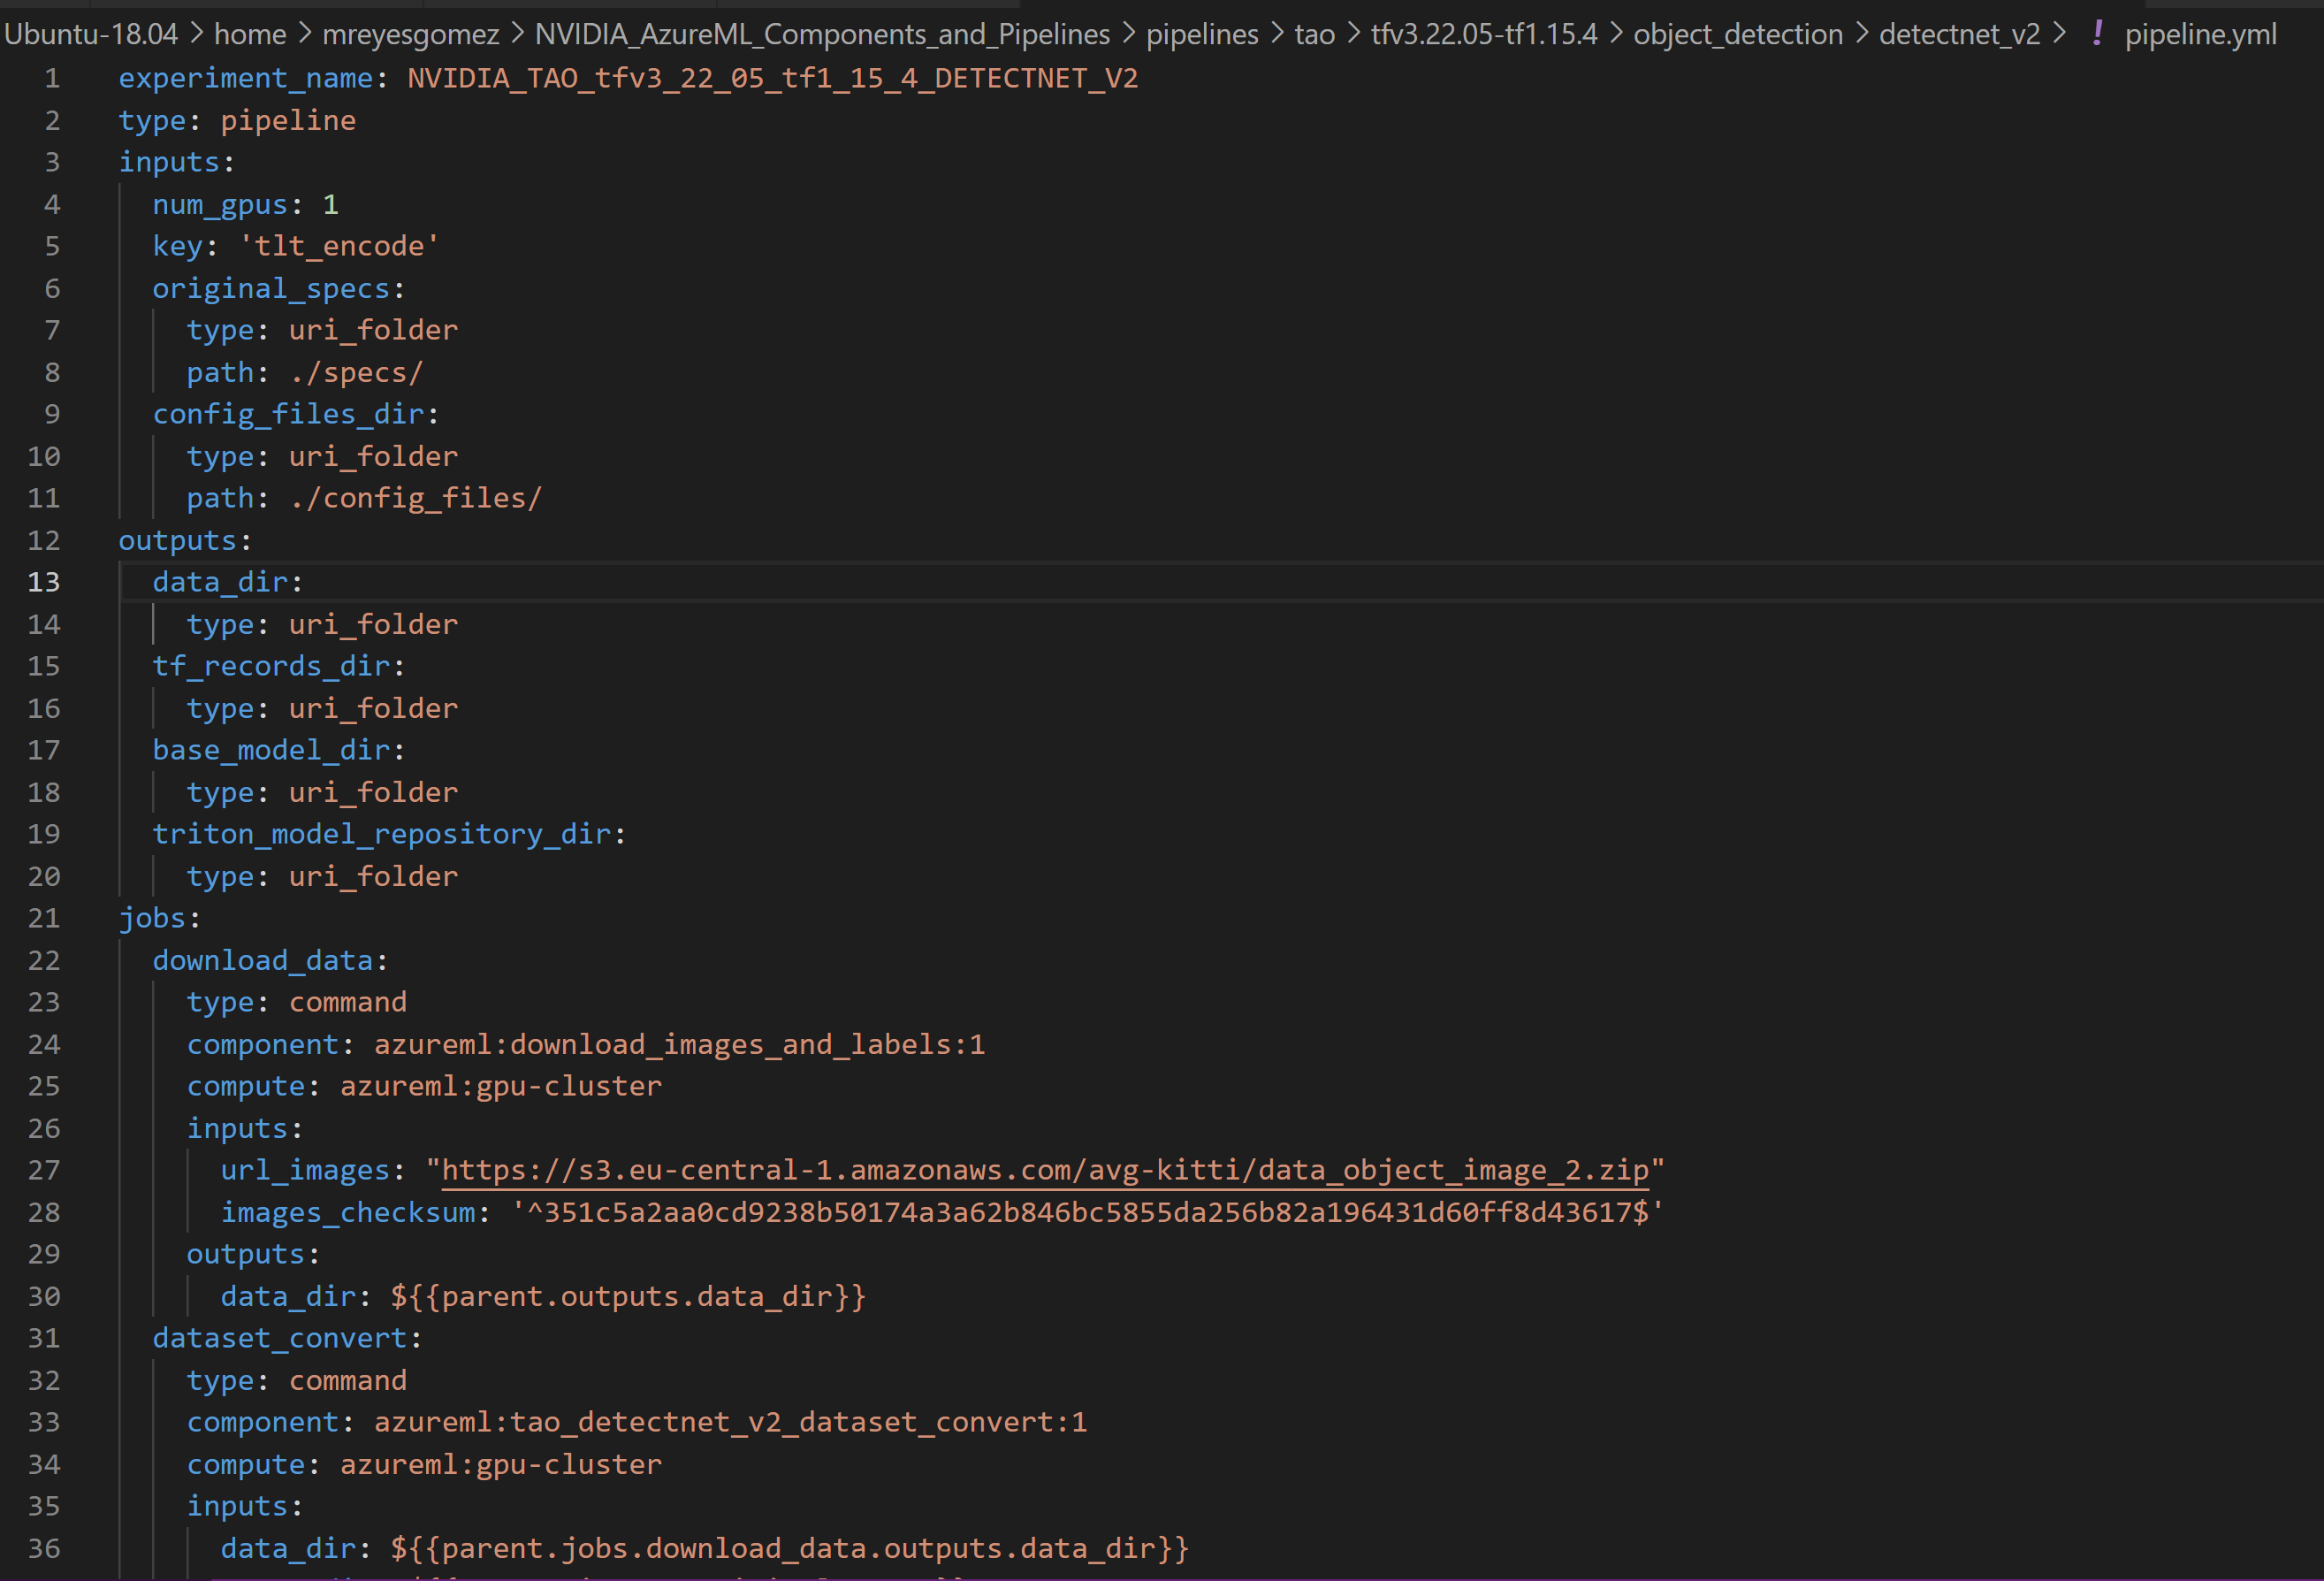 Ubuntu-18.04 > home > mreyesgomez > NVIDIA_AzureML_Components_and_Pipelines > pipelines > tao > tfv3.22.05-tf1.15.4 > object_detection > detectnet_v2 > ! pipeline.yml
1 experiment_name: NVIDIA_TAO_tfv3_22_05_tf1_15_4_DETECTNET_V2
2 type: pipeline
3 inputs:
4   num_gpus: 1
5   key: 'tlt_encode'
6   original_specs:
7     type: uri_folder
8     path: ./specs/
9   config_files_dir:
10     type: uri_folder
11     path: ./config_files/
12 outputs:
13   data_dir:
14     type: uri_folder
15   tf_records_dir:
16     type: uri_folder
17   base_model_dir:
18     type: uri_folder
19   triton_model_repository_dir:
20     type: uri_folder
21 jobs:
22   download_data:
23     type: command
24     component: azureml:download_images_and_labels:1
25     compute: azureml:gpu-cluster
26     inputs:
27       url_images: "https://s3.eu-central-1.amazonaws.com/avg-kitti/data_object_image_2.zip"
28       images_checksum: '^351c5a2aa0cd9238b50174a3a62b846bc5855da256b82a196431d60ff8d43617$'
29     outputs:
30       data_dir: ${{parent.outputs.data_dir}}
31   dataset_convert:
32     type: command
33     component: azureml:tao_detectnet_v2_dataset_convert:1
34     compute: azureml:gpu-cluster
35     inputs:
36       data_dir: ${{parent.jobs.download_data.outputs.data_dir}}